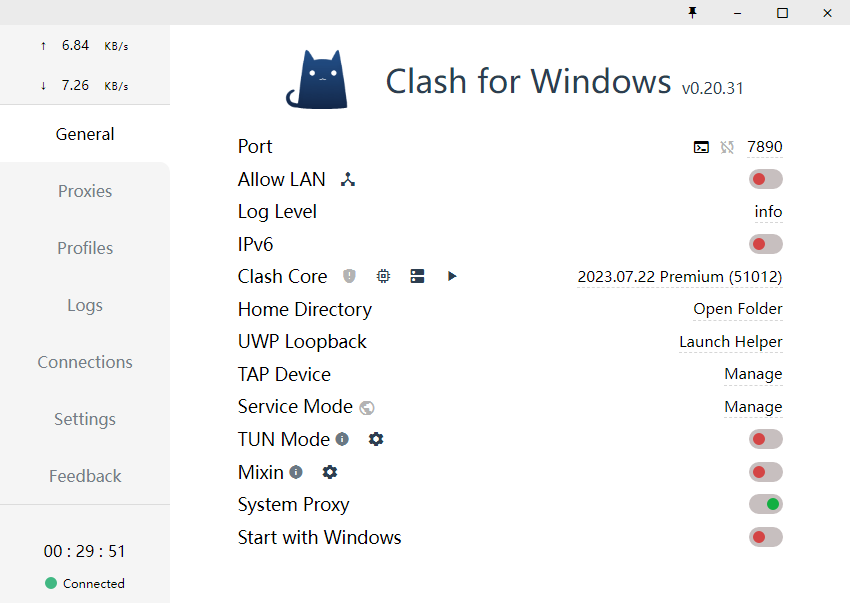 ↑ 6.84 KB/s
↓ 7.26 KB/s
General
Proxies
Profiles
Logs
Connections
Settings
Feedback
00 : 29 : 51
Connected
Clash for Windows v0.20.31
Port 7890
Allow LAN
Log Level info
IPv6
Clash Core 2023.07.22 Premium (51012)
Home Directory Open Folder
UWP Loopback Launch Helper
TAP Device Manage
Service Mode Manage
TUN Mode
Mixin
System Proxy
Start with Windows